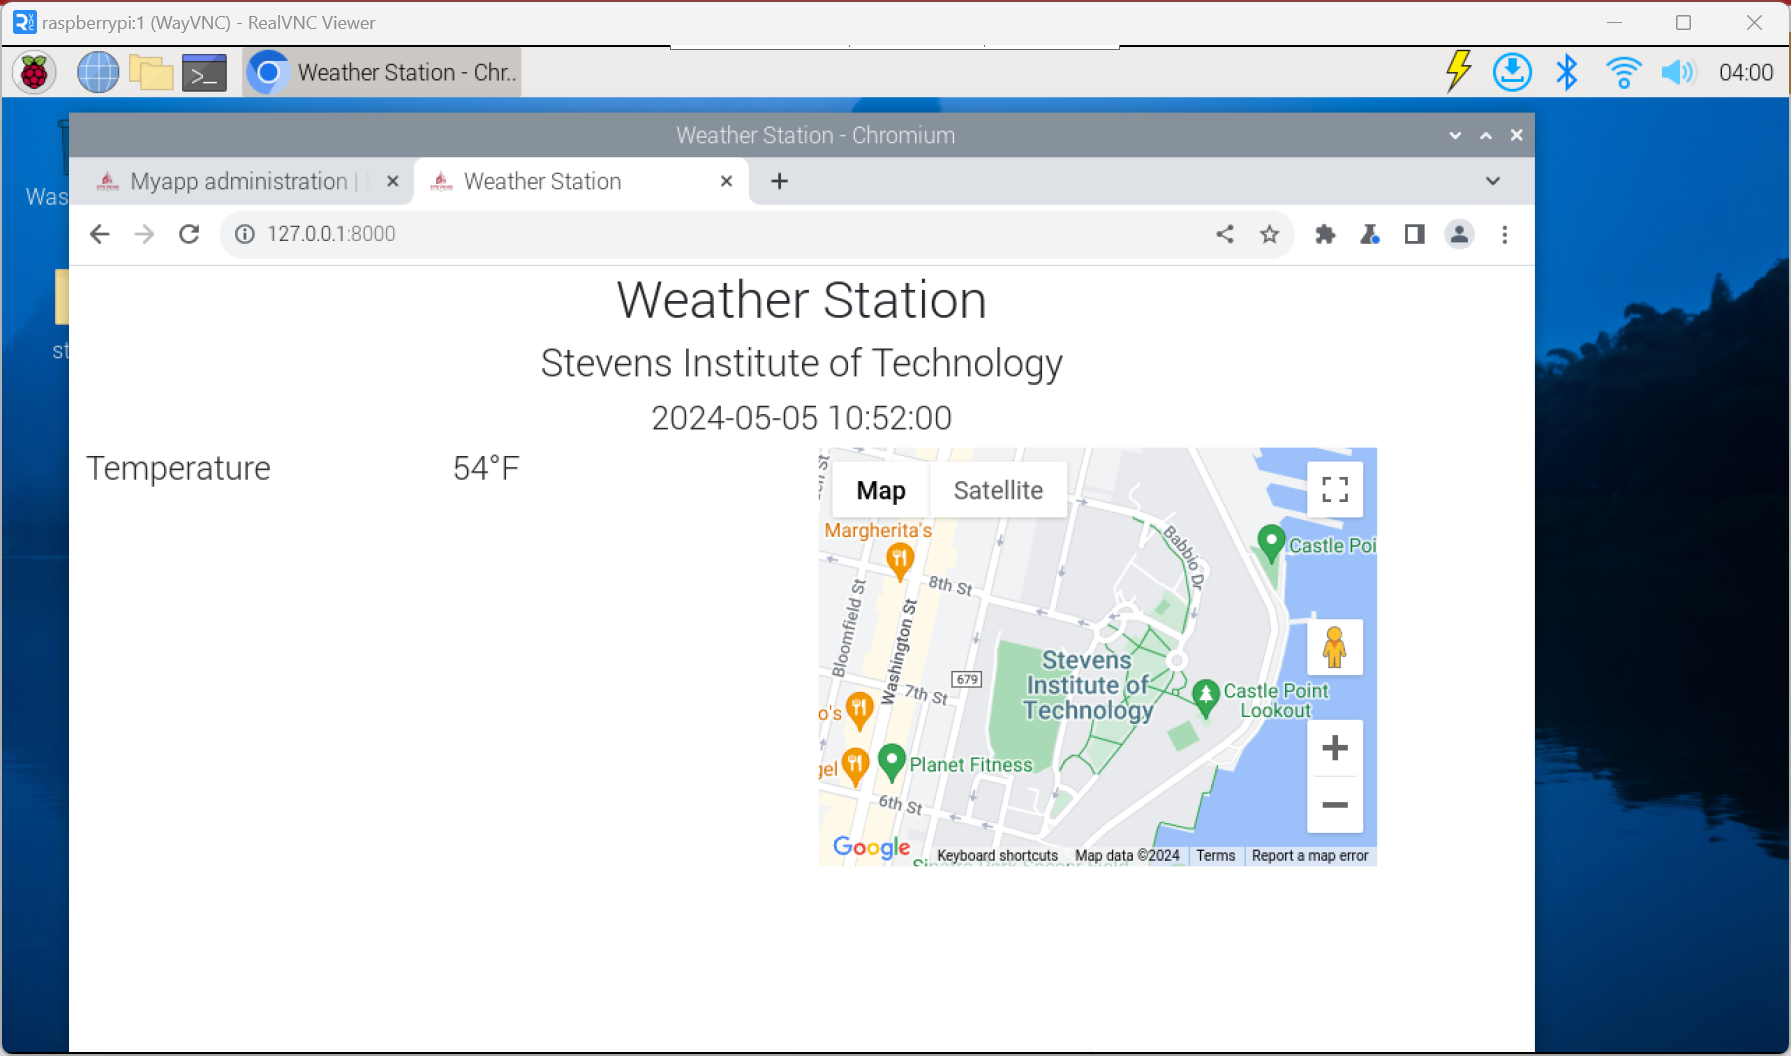 raspberrypi:1 (WayVNC) - RealVNC Viewer
Weather Station - Chr..
04:00
Weather Station - Chromium
Myapp administration |
Weather Station
127.0.0.1:8000
Weather Station
Stevens Institute of Technology
2024-05-05 10:52:00
Temperature 54°F
Map Satellite
Margherita's
Castle Poi
Babbio Dr
8th St
Bloomfield St
Washington St
Stevens
Institute of
Technology
679
7th St
Castle Point
Lookout
o's
gel
Planet Fitness
6th St
Google
Keyboard shortcuts Map data ©2024 Terms Report a map error
Was
st